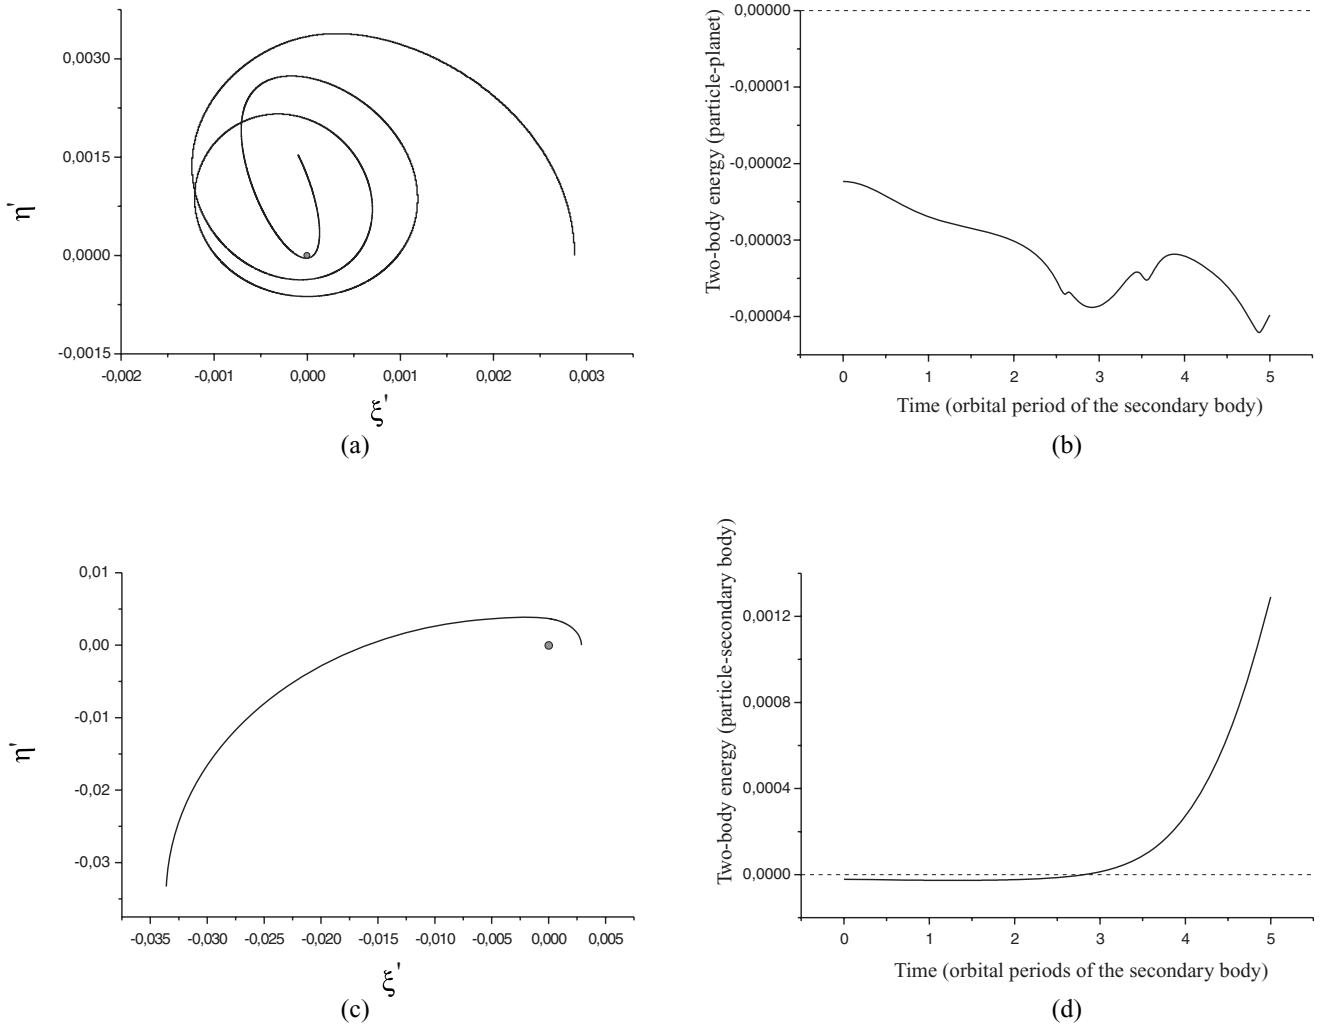 0,0030
0,0015
0,0000
-0,0015
η'
-0,002 -0,001 0,000 0,001 0,002 0,003
ξ'
(a)
0,00000
-0,00001
-0,00002
-0,00003
-0,00004
Two-body energy (particle-planet)
0 1 2 3 4 5
Time (orbital period of the secondary body)
(b)
0,01
0,00
-0,01
-0,02
-0,03
η'
-0,035 -0,030 -0,025 -0,020 -0,015 -0,010 -0,005 0,000 0,005
ξ'
(c)
0,0012
0,0008
0,0004
0,0000
Two-body energy (particle-secondary body)
0 1 2 3 4 5
Time (orbital periods of the secondary body)
(d)